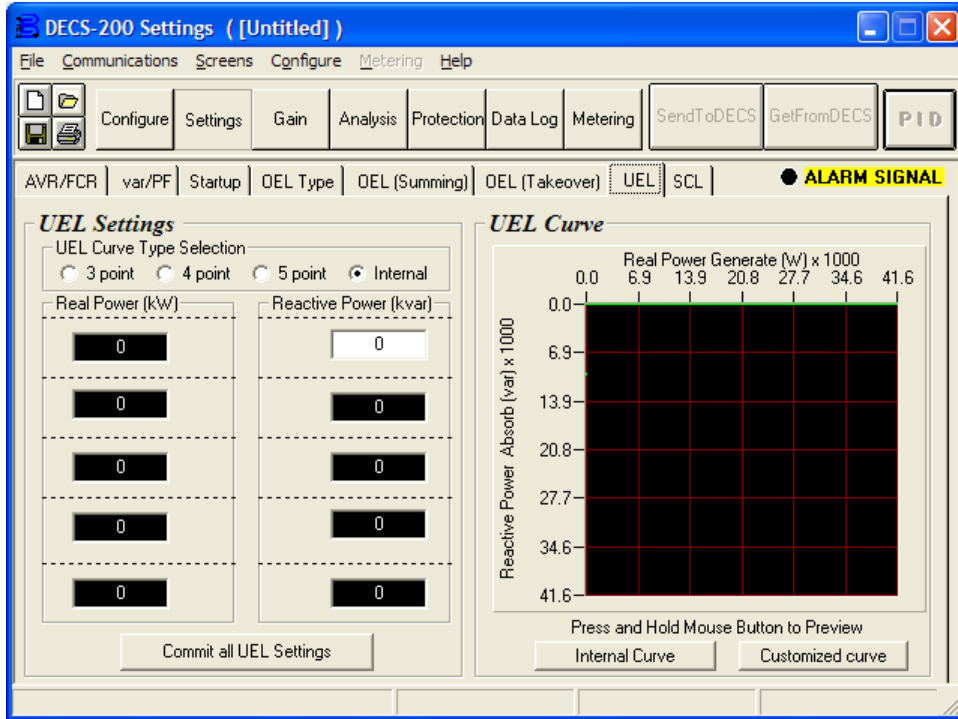 DECS-200 Settings ( [Untitled] )
File Communications Screens Configure Metering Help
Configure Settings Gain Analysis Protection Data Log Metering SendToDECS GetFromDECS PID
AVR/FCR var/PF Startup OEL Type OEL (Summing) OEL (Takeover) UEL SCL ALARM SIGNAL
UEL Settings
UEL Curve Type Selection
3 point 4 point 5 point Internal
Real Power (kW) Reactive Power (kvar)
0 0
0 0
0 0
0 0
0 0
Commit all UEL Settings
UEL Curve
Real Power Generate (W) x 1000
0.0 6.9 13.9 20.8 27.7 34.6 41.6
Reactive Power Absorb (var) x 1000
0.0
6.9
13.9
20.8
27.7
34.6
41.6
Press and Hold Mouse Button to Preview
Internal Curve Customized curve